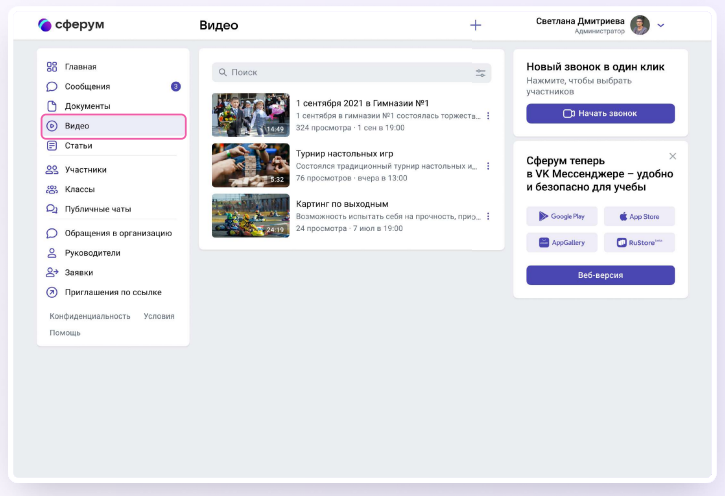 сферум
Видео
Светлана Дмитриева
Администратор
Главная
Сообщения
3
Документы
Видео
Статьи
Участники
Классы
Публичные чаты
Обращения в организацию
Руководители
Заявки
Приглашения по ссылке
Конфиденциальность Условия
Помощь
Поиск
14:49
1 сентября 2021 в Гимназии №1
1 сентября в гимназии №1 состоялась торжеств...
324 просмотра · 1 сен в 19:00
5:32
Турнир настольных игр
Состоялся традиционный турнир настольных и...
76 просмотров · вчера в 13:00
24:19
Картинг по выходным
Возможность испытать себя на прочность, прио...
24 просмотра · 7 июл в 19:00
Новый звонок в один клик
Нажмите, чтобы выбрать
участников
Начать звонок
Сферум теперь
в VK Мессенджере – удобно
и безопасно для учебы
Google Play
App Store
AppGallery
RuStore
Веб-версия